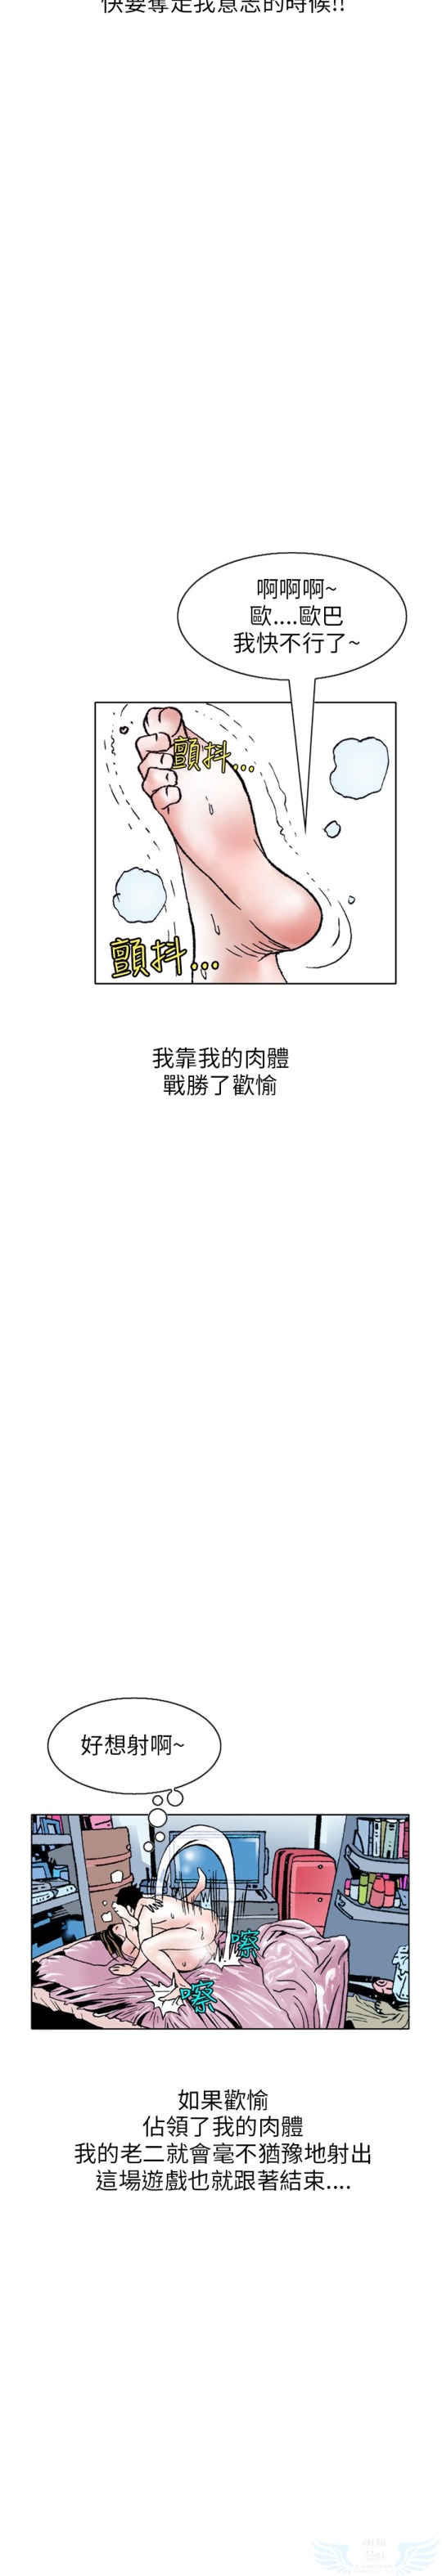 快要奪走我意志的時候!!
啊啊啊~
歐....歐巴
我快不行了~
顫抖...
顫抖...
我靠我的肉體
戰勝了歡愉
好想射啊~
嚓
嚓
如果歡愉
佔領了我的肉體
我的老二就會毫不猶豫地射出
這場遊戲也就跟著結束....